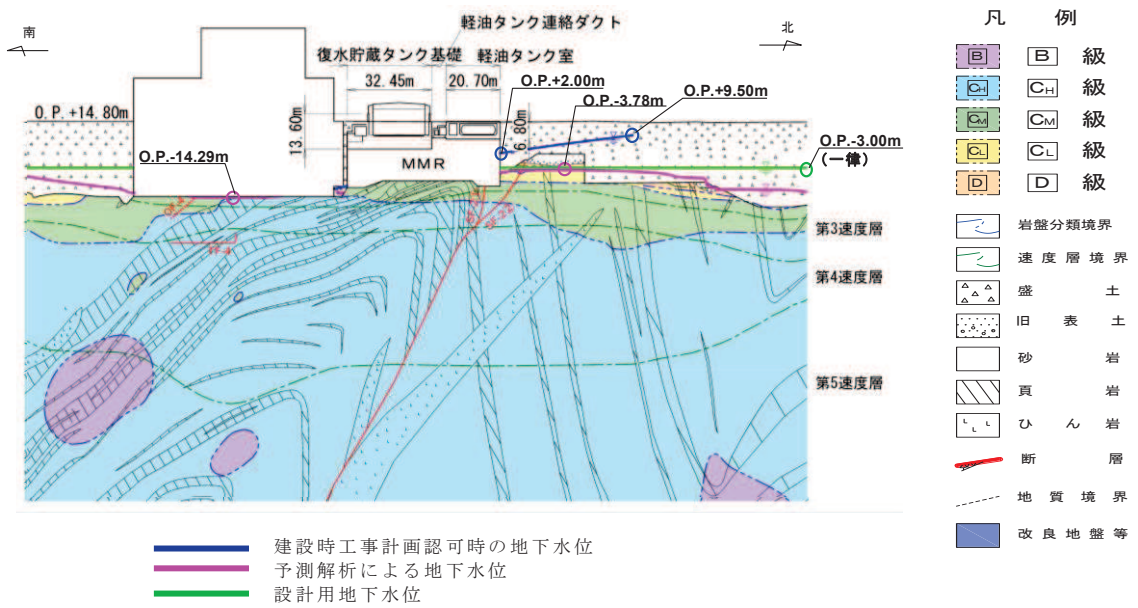 南
北
軽油タンク連絡ダクト
復水貯蔵タンク基礎 軽油タンク室
32.45m
20.70m
O.P.+2.00m
O.P.+9.50m
O.P.-3.78m
O.P.+14.80m
13.60m
6.80m
MMR
O.P.-14.29m
O.P.-3.00m
(一律)
第3速度層
第4速度層
第5速度層
SF-22
建設時工事計画認可時の地下水位
予測解析による地下水位
設計用地下水位
凡 例
B B 級
CH CH 級
CM CM 級
CL CL 級
D D 級
岩盤分類境界
速度層境界
盛土
旧表土
砂岩
頁岩
ひん岩
断層
地質境界
改良地盤等